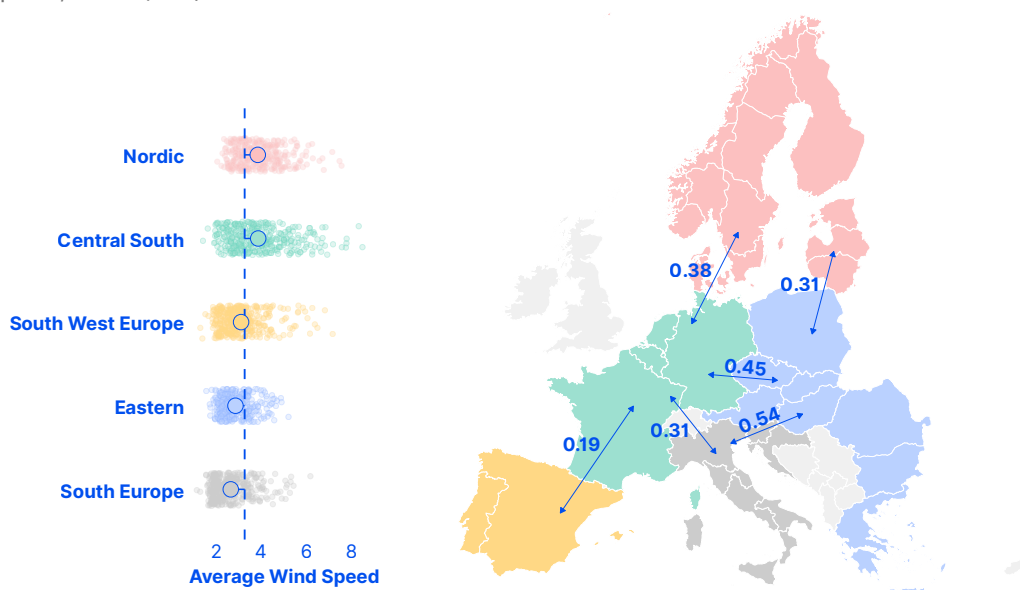 Nordic
Central South
South West Europe
Eastern
South Europe
2 4 6 8
Average Wind Speed
0.38
0.31
0.45
0.54
0.31
0.19